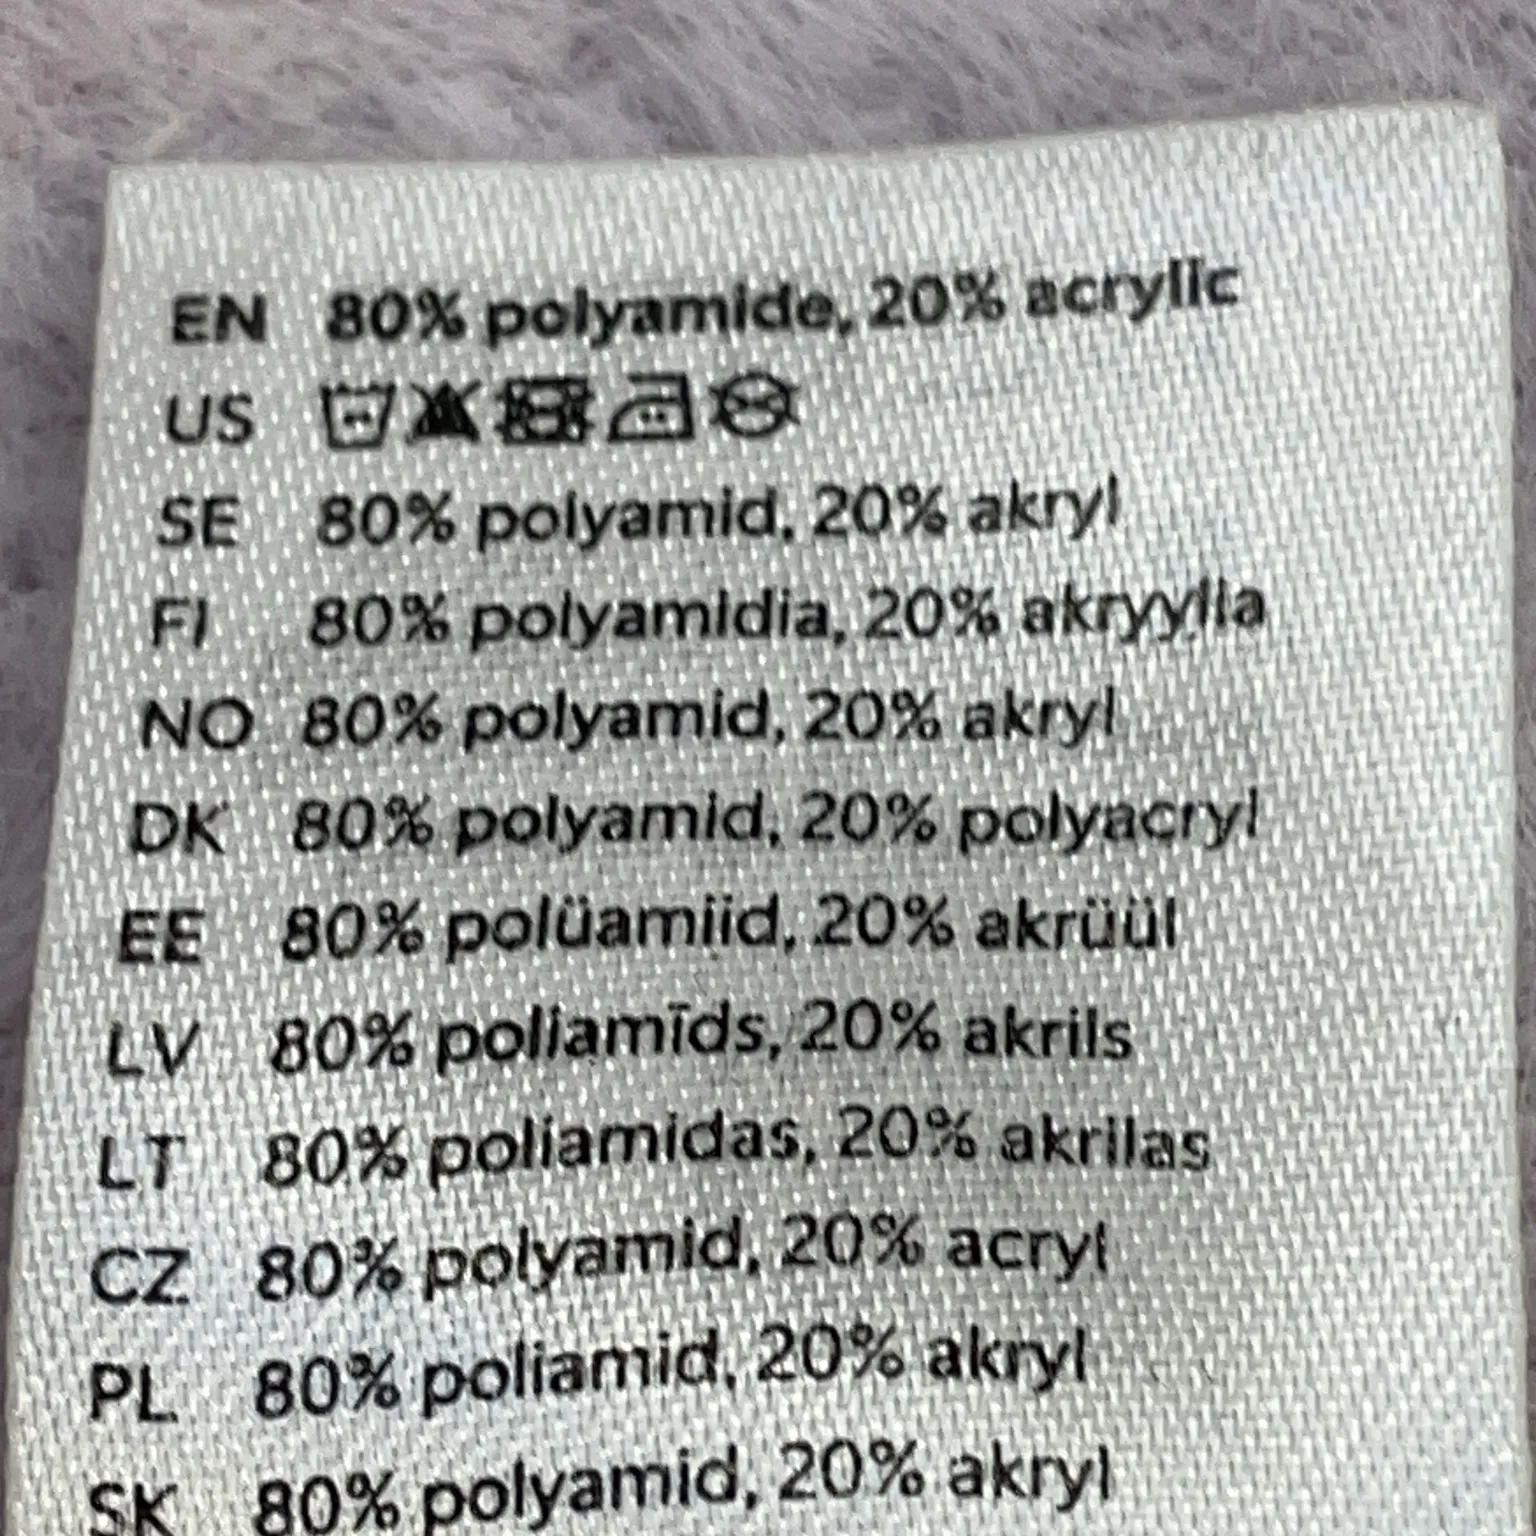 EN 80% polyamide, 20% acrylic
US
SE 80% polyamid, 20% akryl
FI 80% polyamidia, 20% akryylia
NO 80% polyamid, 20% akryl
DK 80% polyamid, 20% polyacryl
EE 80% polüamiid, 20% akrüül
LV 80% poliamīds, 20% akrils
LT 80% poliamidas, 20% akrilas
CZ 80% polyamid, 20% acryl
PL 80% poliamid, 20% akryl
SK 80% polyamid, 20% akryl